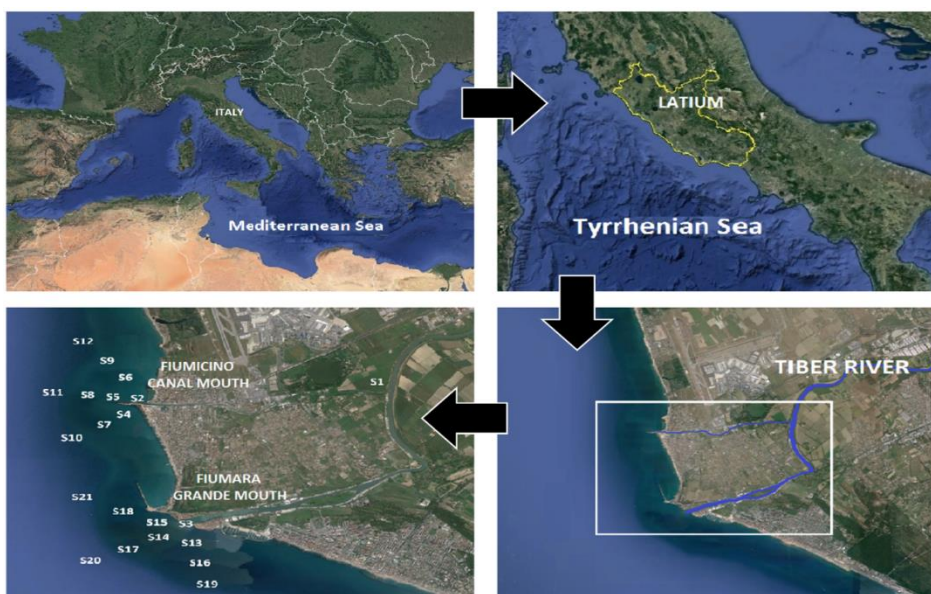 ITALY
Mediterranean Sea
LATIUM
Tyrrhenian Sea
S12
S9
FIUMICINO
CANAL MOUTH
S6
S1
S11
S8
S5
S2
S4
S7
S10
FIUMARA
GRANDE MOUTH
S21
S18
S15
S3
S14
S13
S17
S20
S16
S19
TIBER RIVER